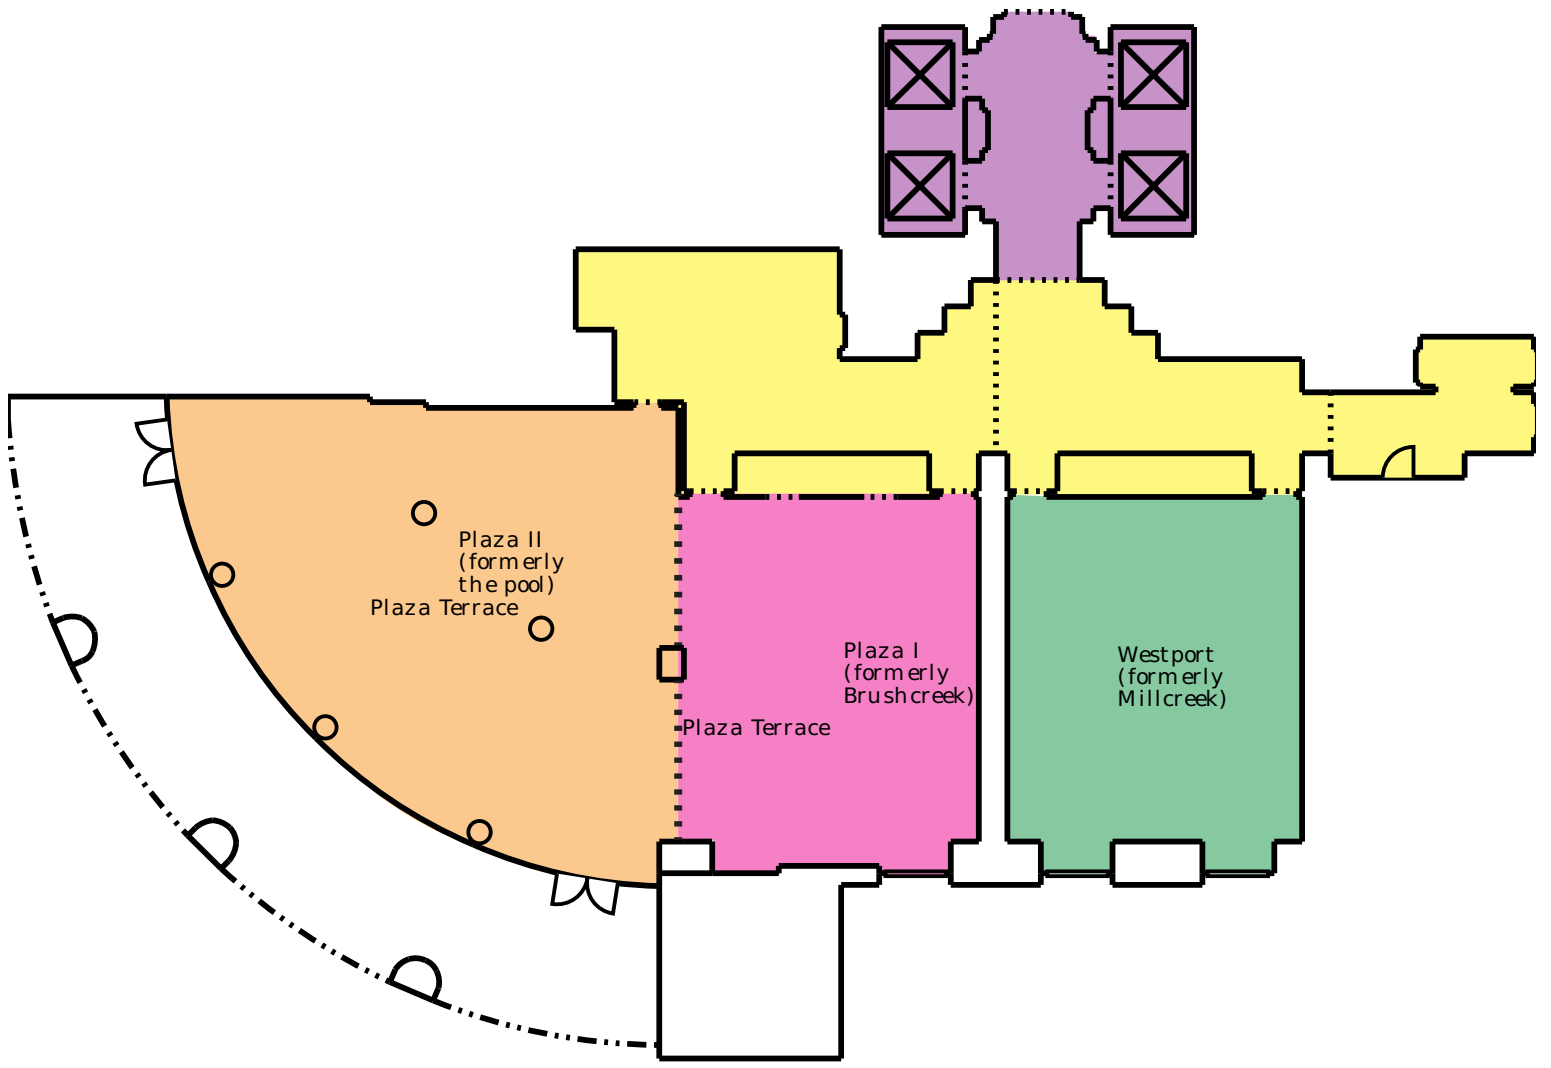 Plaza II
(formerly
the pool)
Plaza Terrace
Plaza I
(formerly
Brushcreek)
Plaza Terrace
Westport
(formerly
Millcreek)